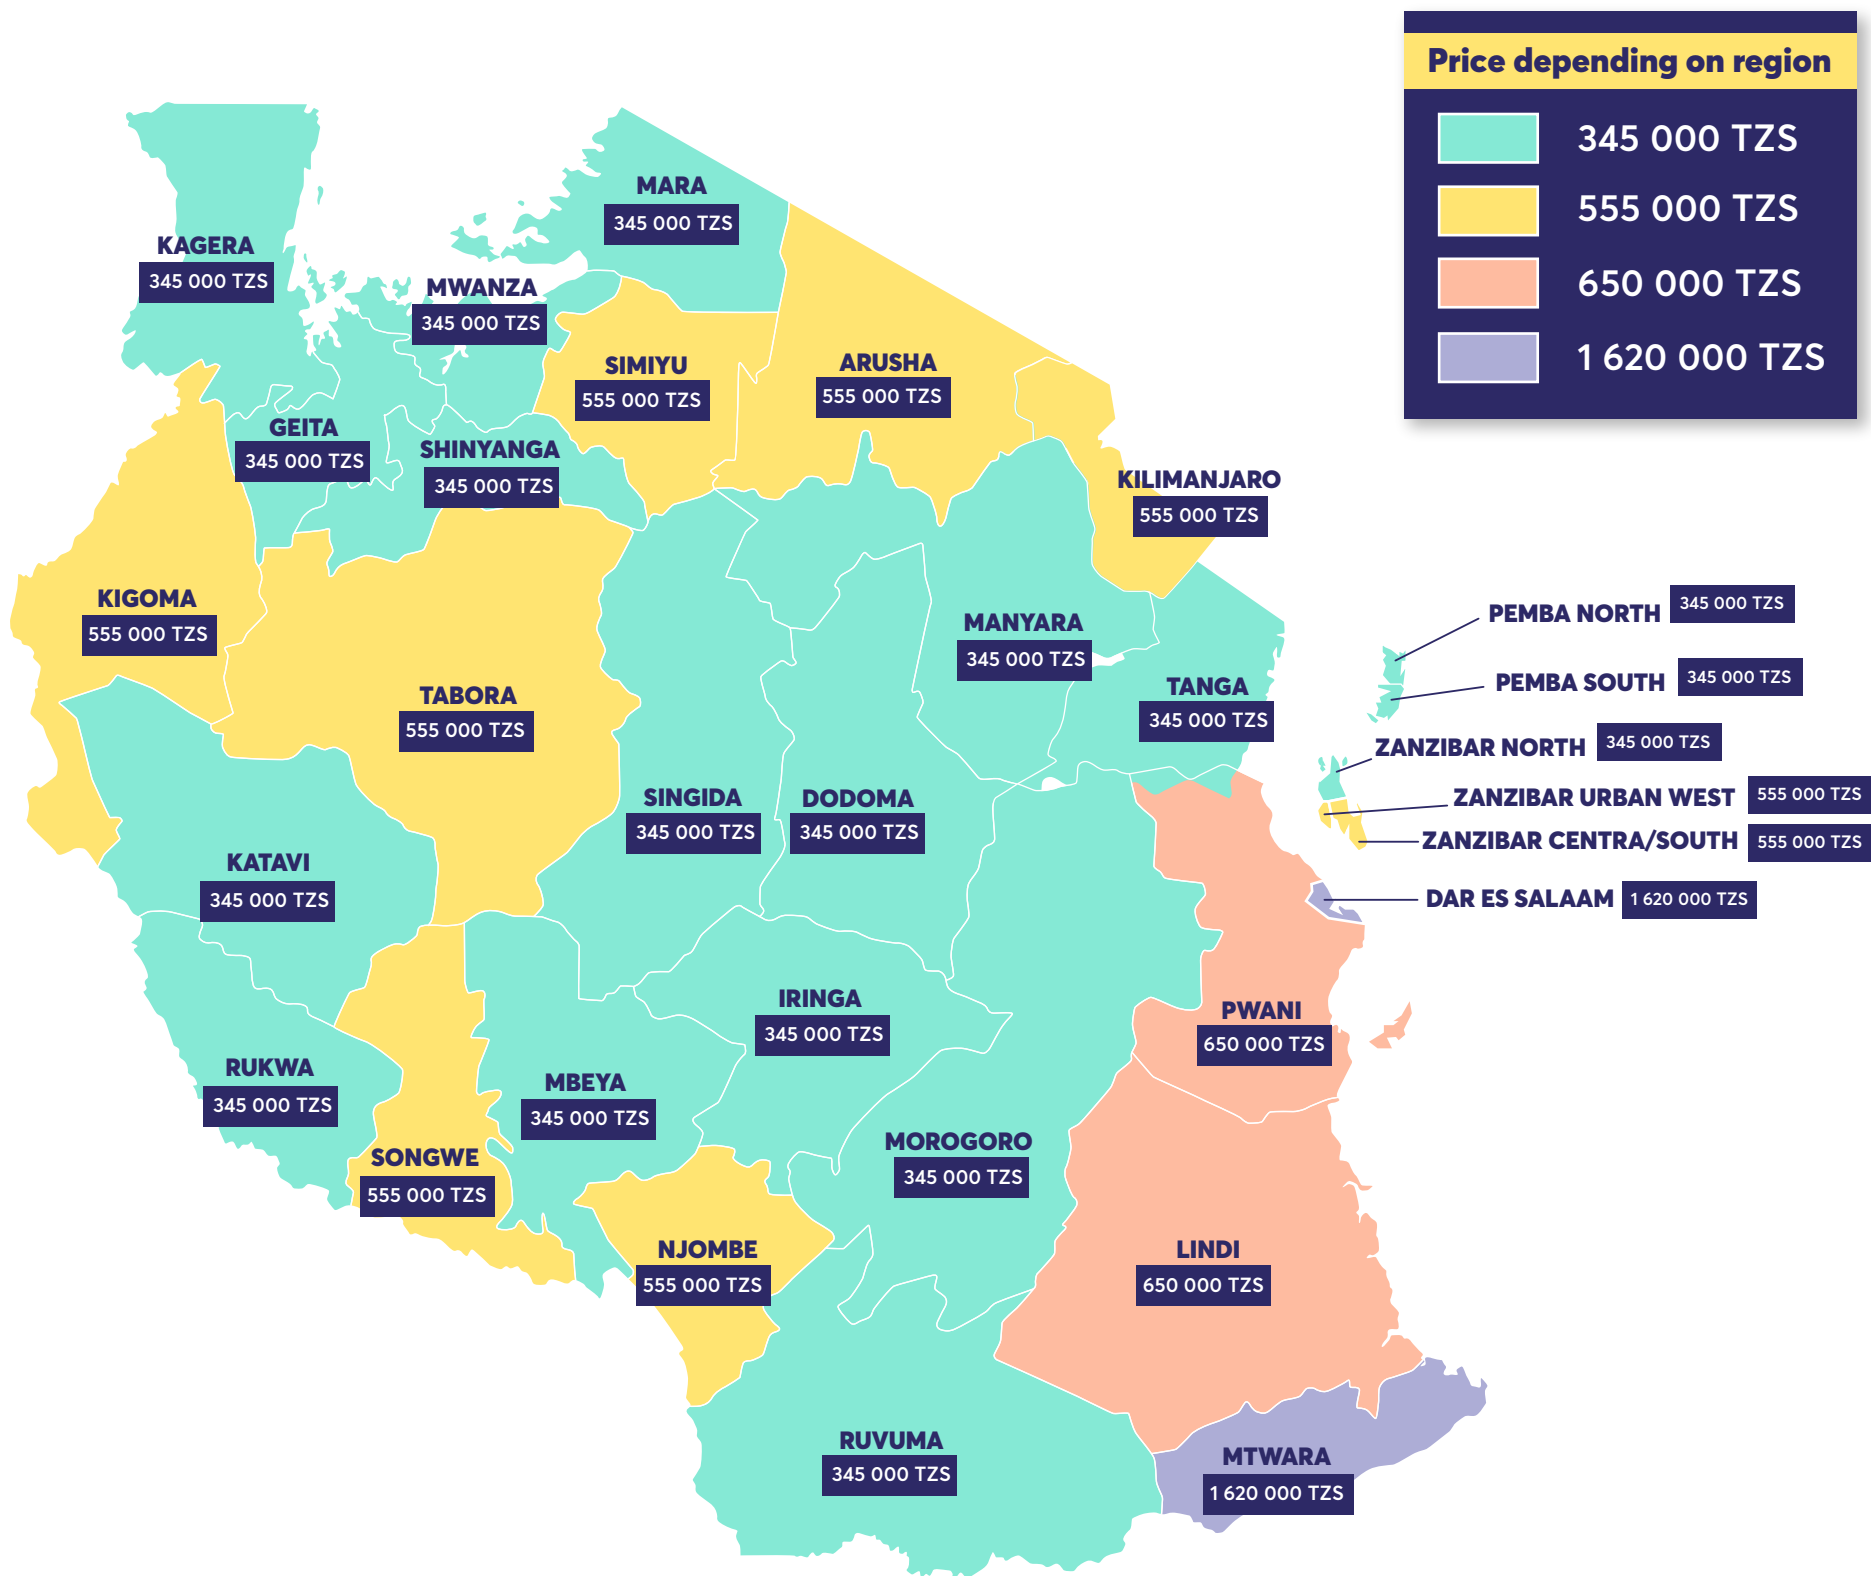 Price depending on region
345 000 TZS
555 000 TZS
650 000 TZS
1 620 000 TZS
MARA
345 000 TZS
KAGERA
345 000 TZS
MWANZA
345 000 TZS
SIMIYU
555 000 TZS
ARUSHA
555 000 TZS
GEITA
345 000 TZS
SHINYANGA
345 000 TZS
KILIMANJARO
555 000 TZS
KIGOMA
555 000 TZS
MANYARA
345 000 TZS
PEMBA NORTH
345 000 TZS
PEMBA SOUTH
345 000 TZS
TABORA
555 000 TZS
TANGA
345 000 TZS
ZANZIBAR NORTH
345 000 TZS
ZANZIBAR URBAN WEST
555 000 TZS
SINGIDA
345 000 TZS
DODOMA
345 000 TZS
ZANZIBAR CENTRA/SOUTH
555 000 TZS
KATAVI
345 000 TZS
DAR ES SALAAM
1 620 000 TZS
IRINGA
345 000 TZS
PWANI
650 000 TZS
RUKWA
345 000 TZS
MBEYA
345 000 TZS
MOROGORO
345 000 TZS
SONGWE
555 000 TZS
NJOMBE
555 000 TZS
LINDI
650 000 TZS
RUVUMA
345 000 TZS
MTWARA
1 620 000 TZS